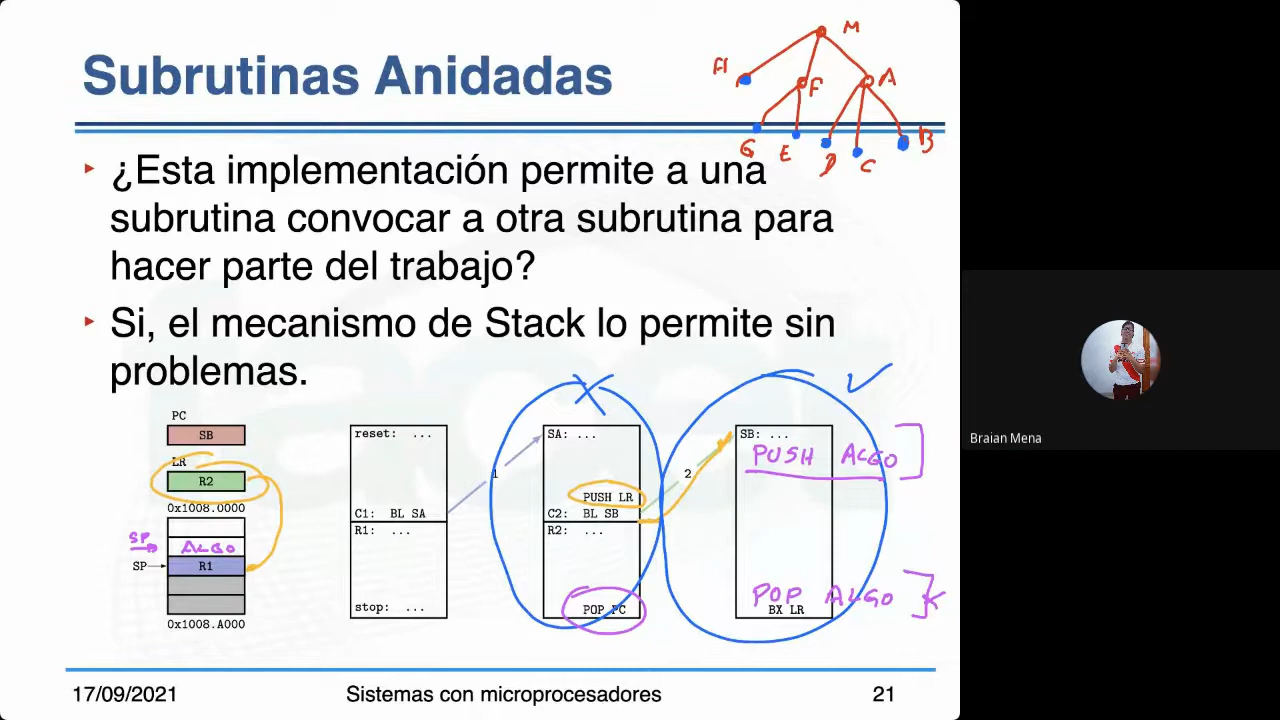 Subrutinas Anidadas
M
A
F
A
G
E
D
C
B
¿Esta implementación permite a una
subrutina convocar a otra subrutina para
hacer parte del trabajo?
Si, el mecanismo de Stack lo permite sin
problemas.
PC
SB
LR
R2
0x1008.0000
SP
ALGO
SP
R1
0x1008.A000
reset: ...
C1: BL SA
R1: ...
stop: ...
1
SA: ...
PUSH LR
C2: BL SB
R2: ...
POP PC
2
SB: ...
PUSH ALGO
POP ALGO
BX LR
Braian Mena
17/09/2021
Sistemas con microprocesadores
21